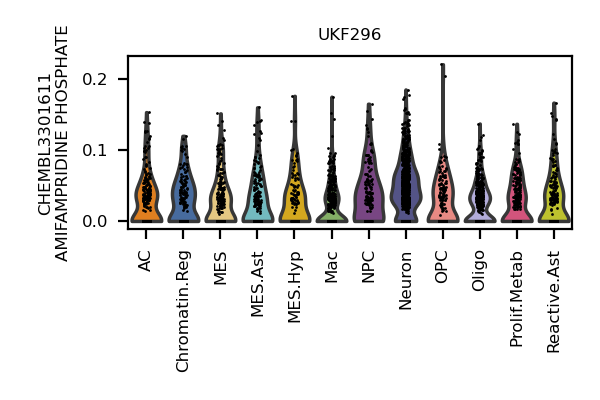 UKF296
CHEMBL3301611
AMIFAMPRIDINE PHOSPHATE
0.2
0.1
0.0
AC
Chromatin.Reg
MES
MES.Ast
MES.Hyp
Mac
NPC
Neuron
OPC
Oligo
Prolif.Metab
Reactive.Ast